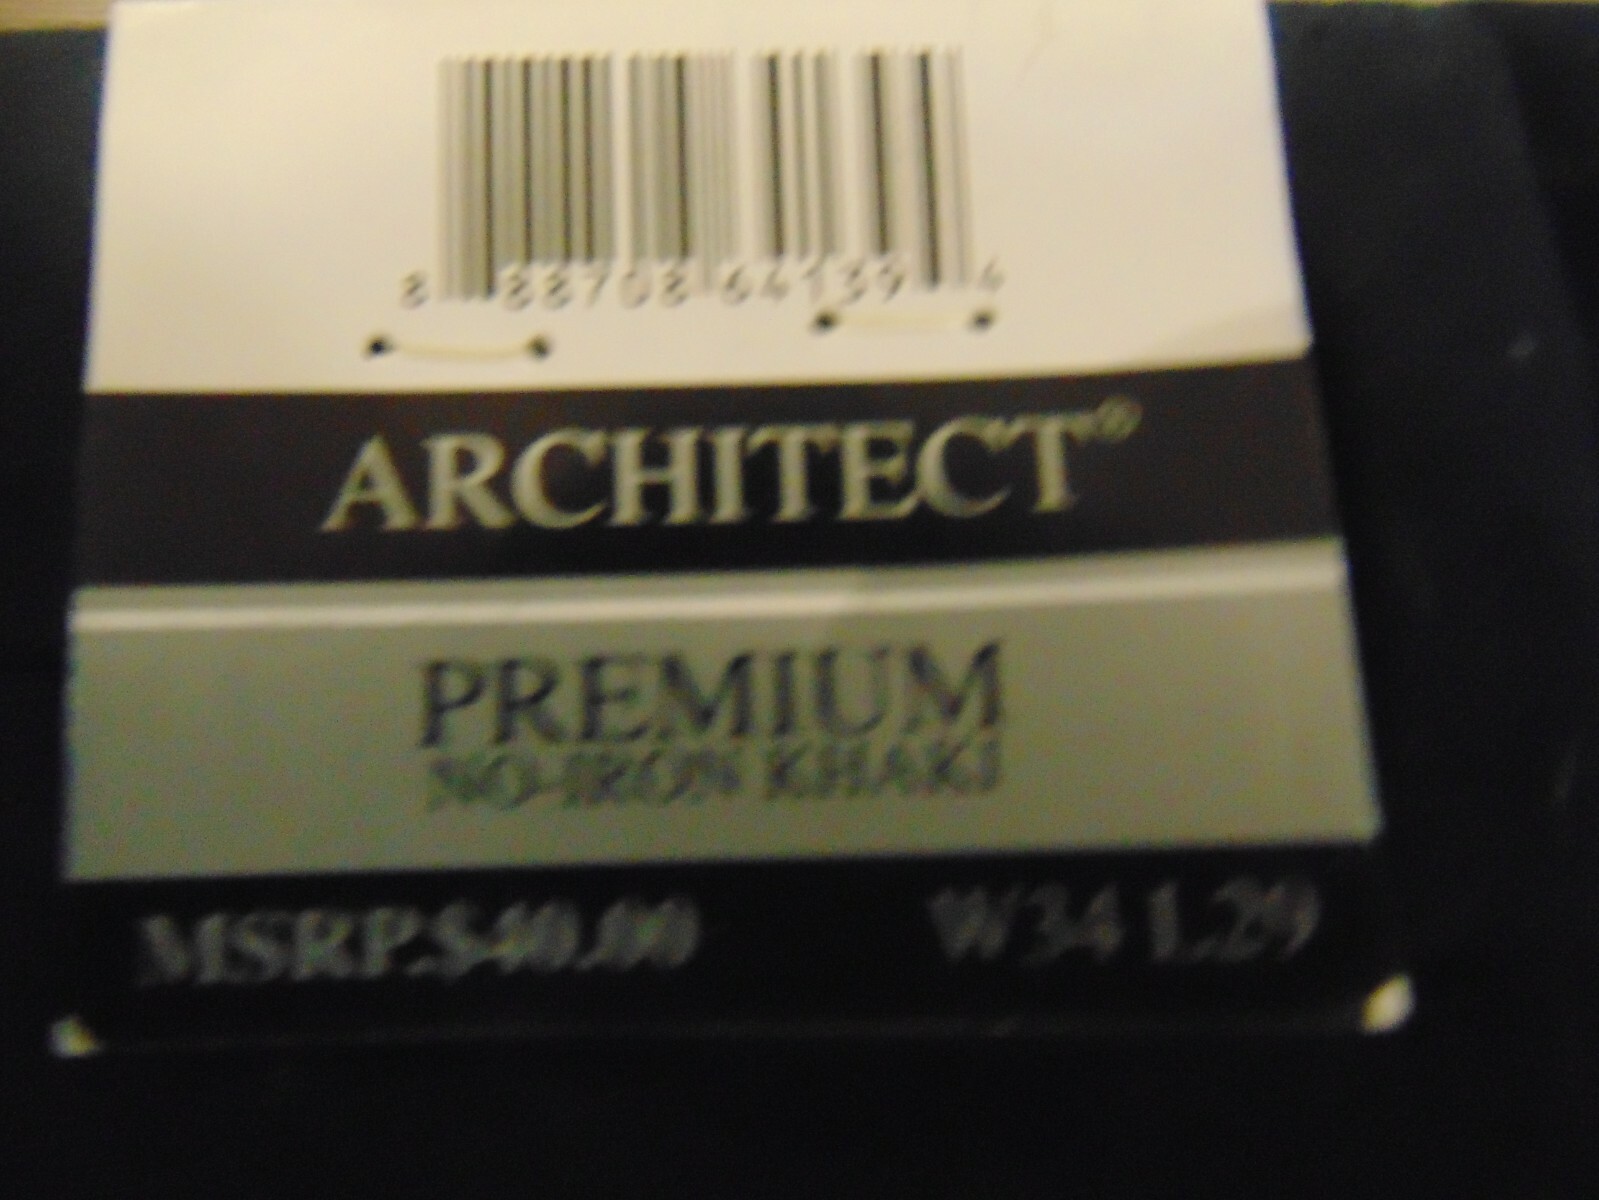 8 88708 64139 4
ARCHITECT®
PREMIUM
NO-IRON KHAKI
MSRP.$40.00 W34 L29